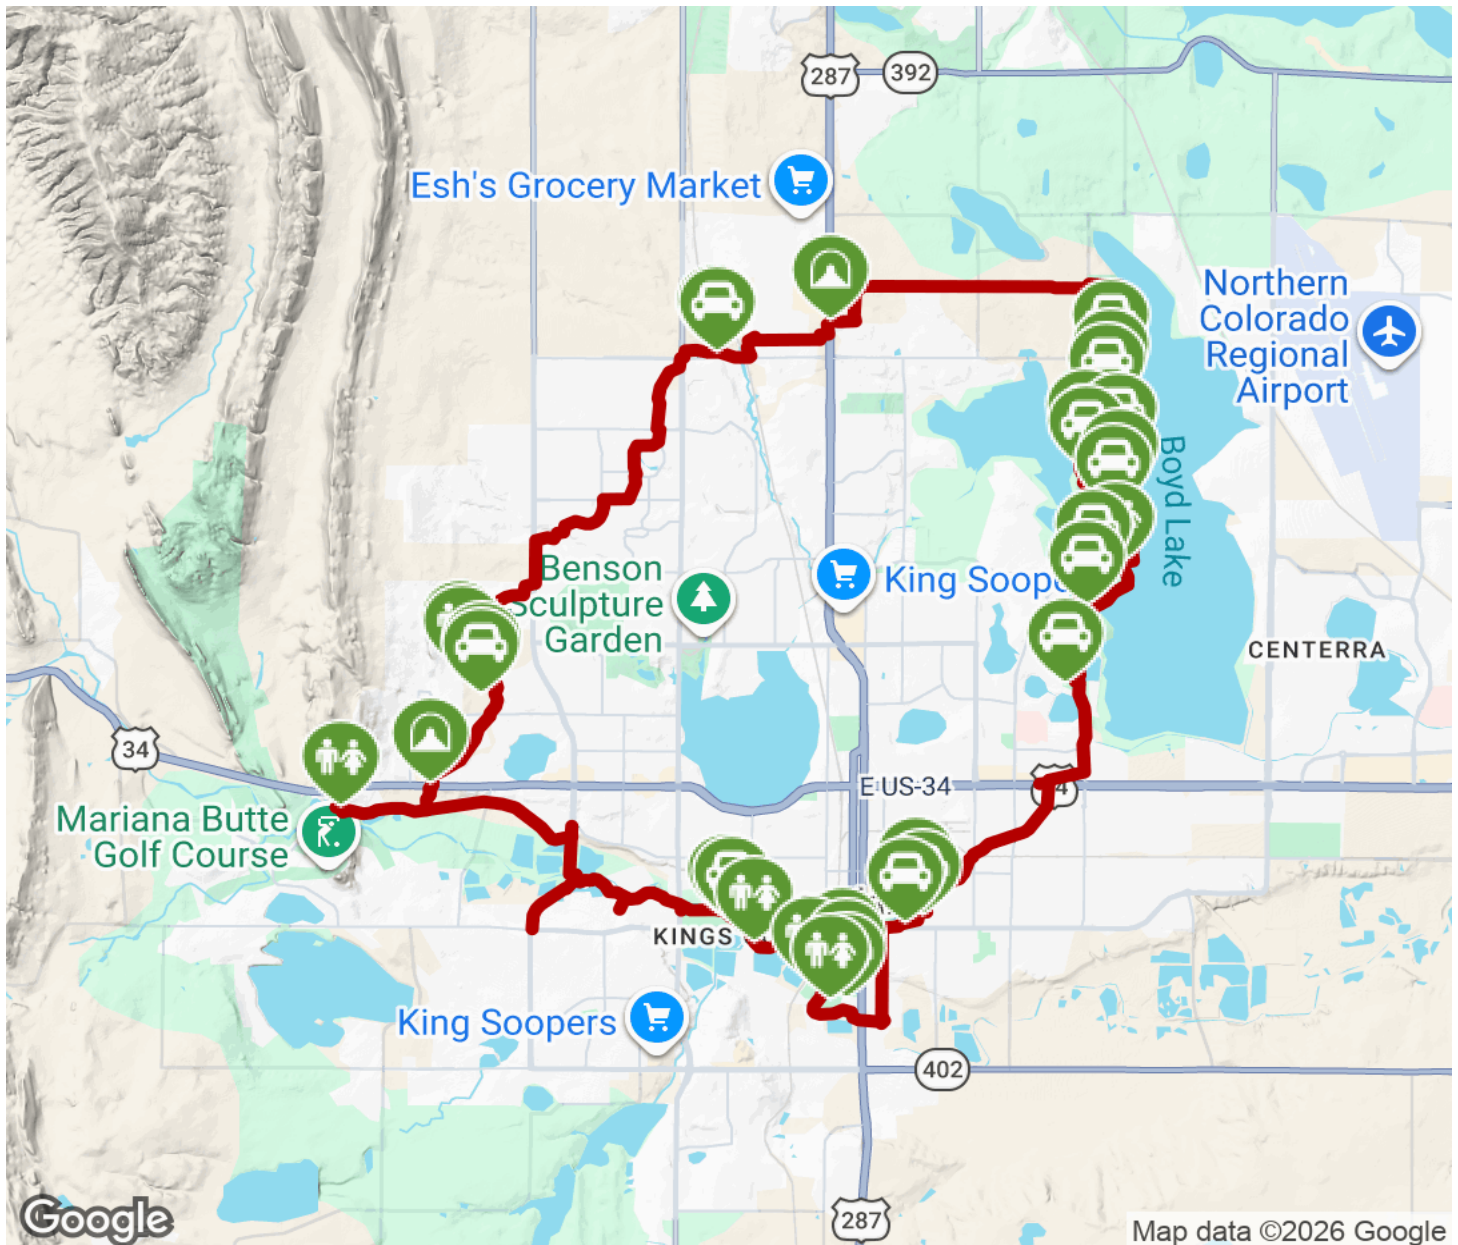 287
392
Esh's Grocery Market
Northern
Colorado
Regional
Airport
Boyd Lake
Benson
Sculpture
Garden
King Soope
CENTERRA
34
E US-34
Mariana Butte
Golf Course
KINGS
King Soopers
402
287
Google
Map data ©2026 Google